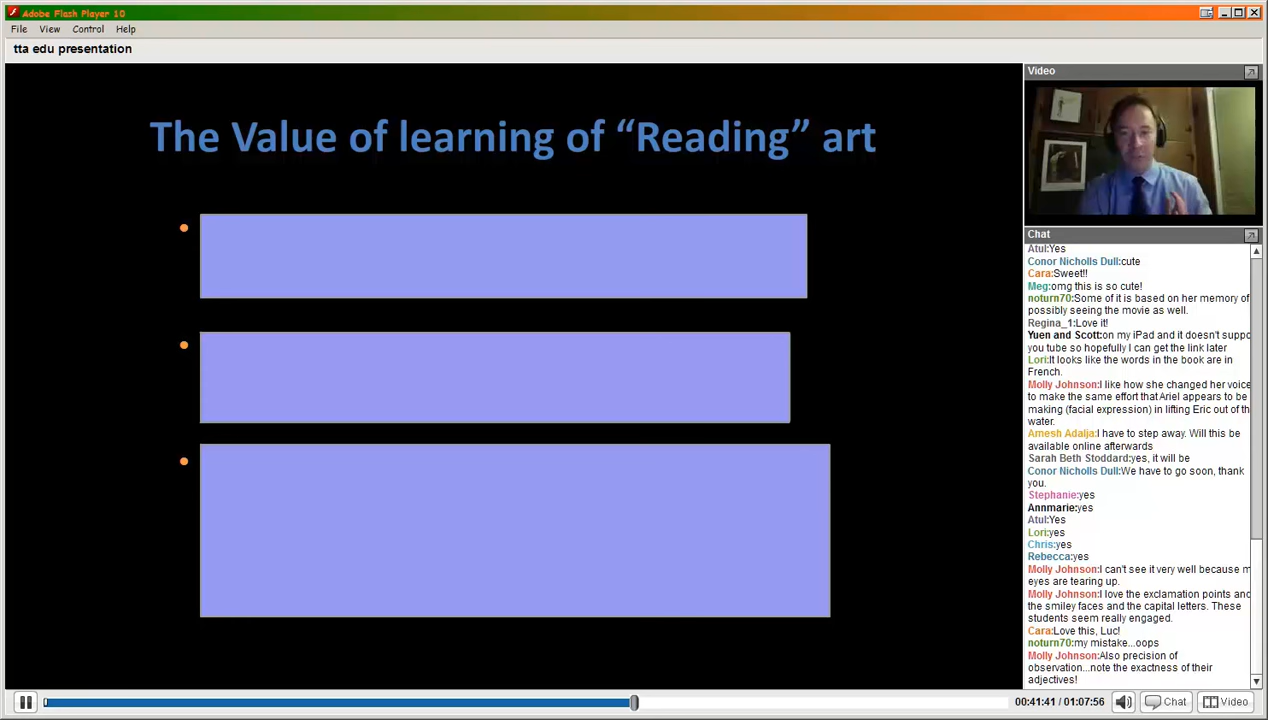 Adobe Flash Player 10
File View Control Help
tta edu presentation
The Value of learning of “Reading” art
Video
Chat
Atul:Yes
Conor Nicholls Dull:cute
Cara:Sweet!!
Meg:omg this is so cute!
noturn70:Some of it is based on her memory of
possibly seeing the movie as well.
Regina_1:Love it!
Yuen and Scott:on my iPad and it doesn't suppo
you tube so hopefully I can get the link later
Lori:It looks like the words in the book are in
French.
Molly Johnson:I like how she changed her voice
to make the same effort that Ariel appears to be
making (facial expression) in lifting Eric out of th
water.
Amesh Adalja:I have to step away. Will this be
available online afterwards
Sarah Beth Stoddard:yes, it will be
Conor Nicholls Dull:We have to go soon, thank
you.
Stephanie:yes
Annmarie:yes
Atul:Yes
Lori:yes
Chris:yes
Rebecca:yes
Molly Johnson:I can't see it very well because m
eyes are tearing up.
Molly Johnson:I love the exclamation points and
the smiley faces and the capital letters. These
students seem really engaged.
Cara:Love this, Luc!
noturn70:my mistake...oops
Molly Johnson:Also precision of
observation...note the exactness of their
adjectives!
00:41:41 / 01:07:56 Chat Video